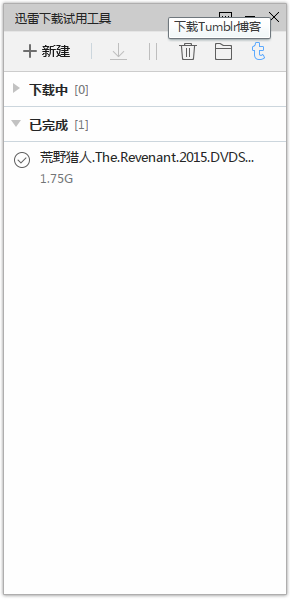 迅雷下载试用工具
下载Tumblr博客
新建
下载中 [0]
已完成 [1]
荒野猎人.The.Revenant.2015.DVDS...
1.75G